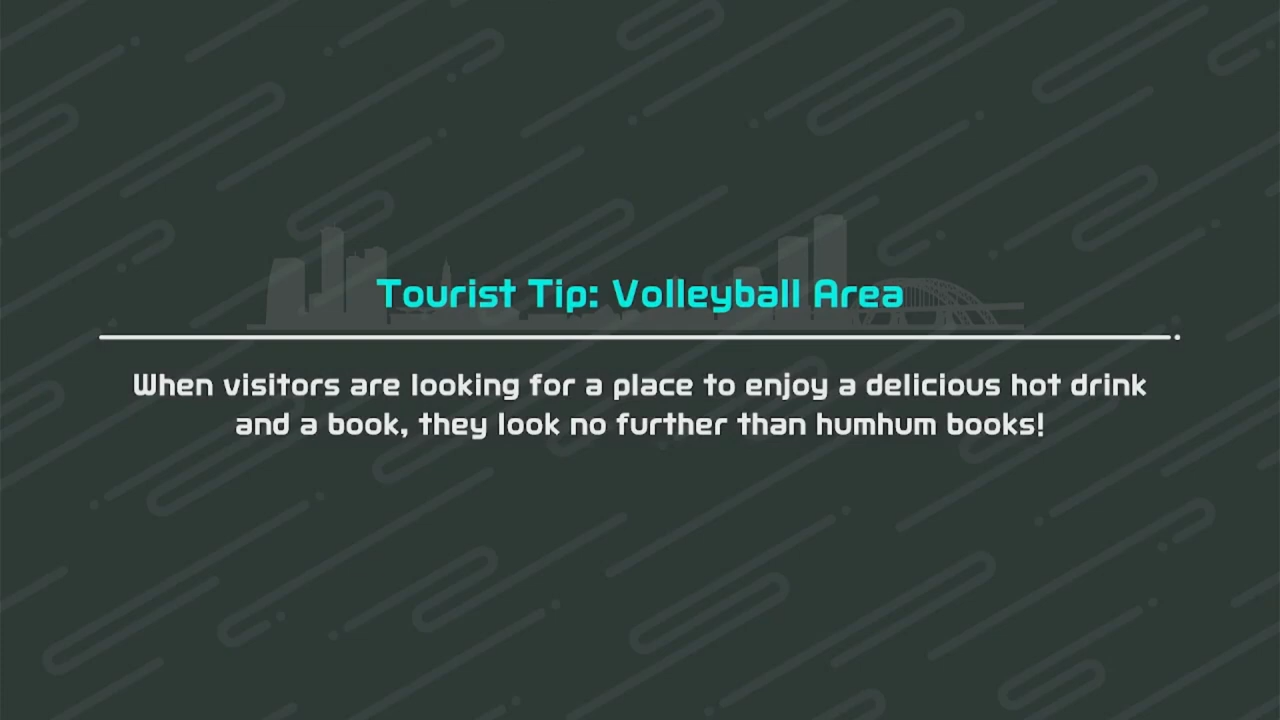 Tourist Tip: Volleyball Area
When visitors are looking for a place to enjoy a delicious hot drink
and a book, they look no further than humhum books!